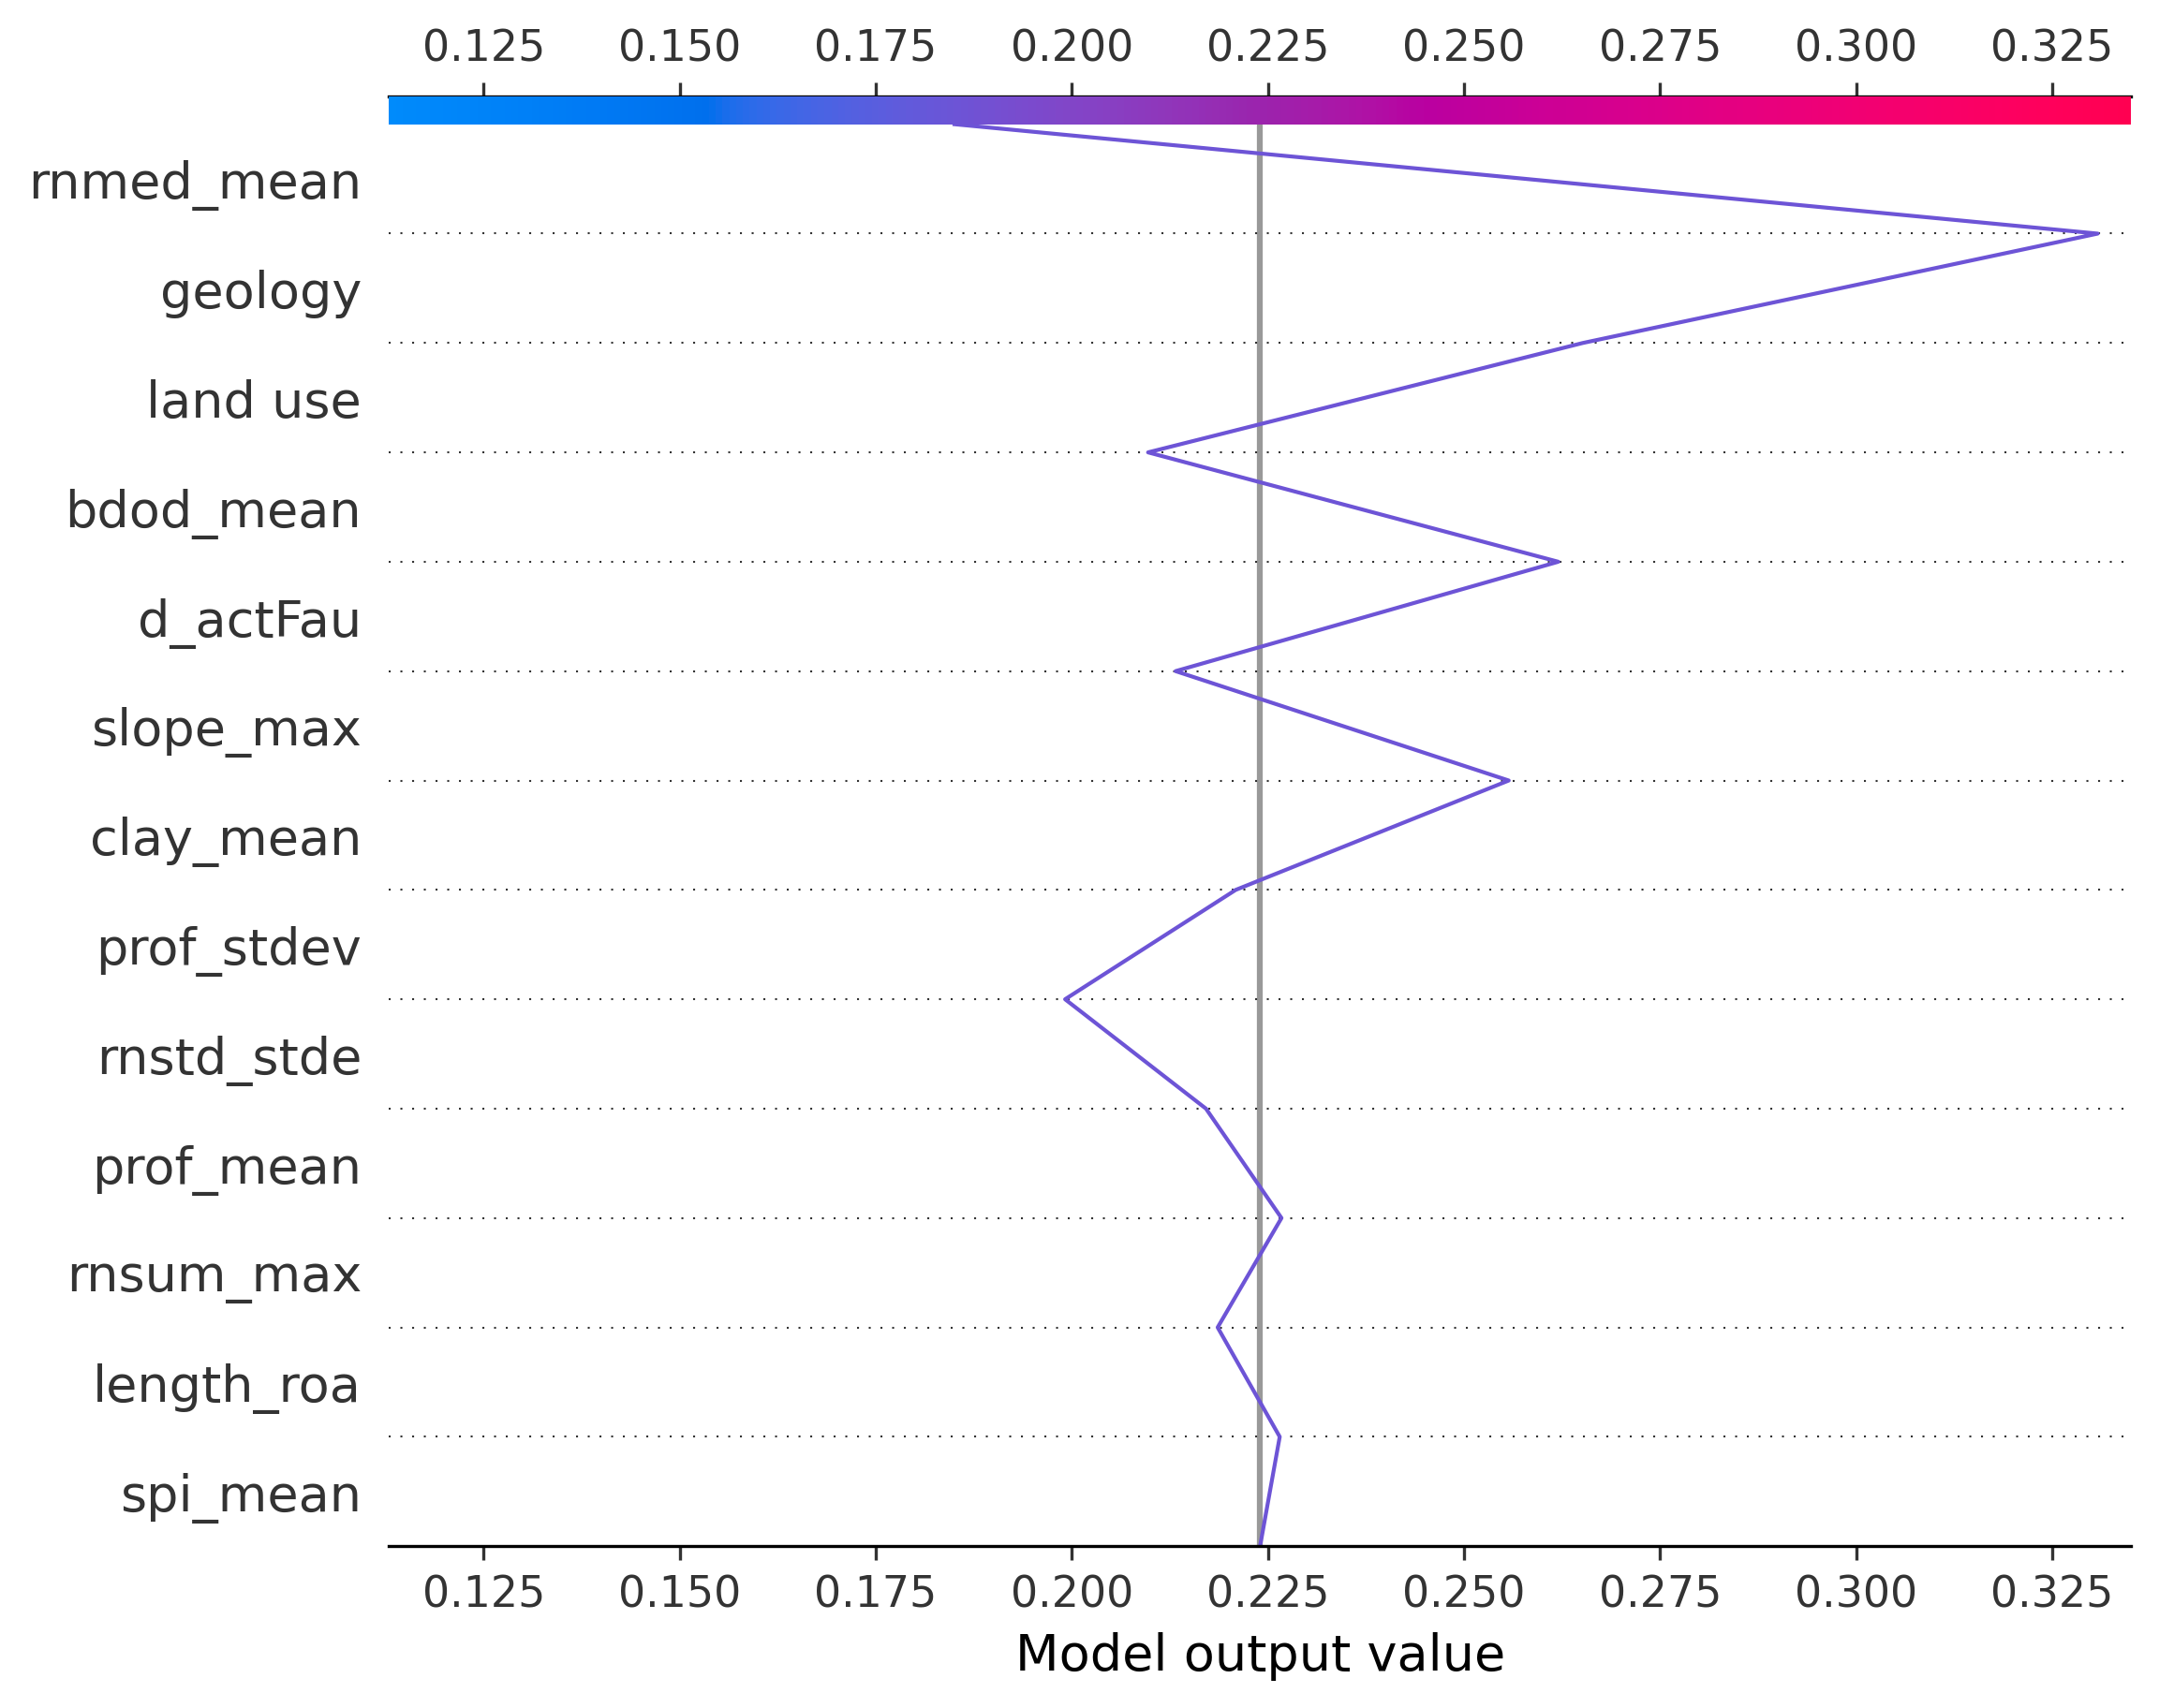 0.125 0.150 0.175 0.200 0.225 0.250 0.275 0.300 0.325
rnmed_mean
geology
land use
bdod_mean
d_actFau
slope_max
clay_mean
prof_stdev
rnstd_stde
prof_mean
rnsum_max
length_roa
spi_mean
0.125 0.150 0.175 0.200 0.225 0.250 0.275 0.300 0.325
Model output value